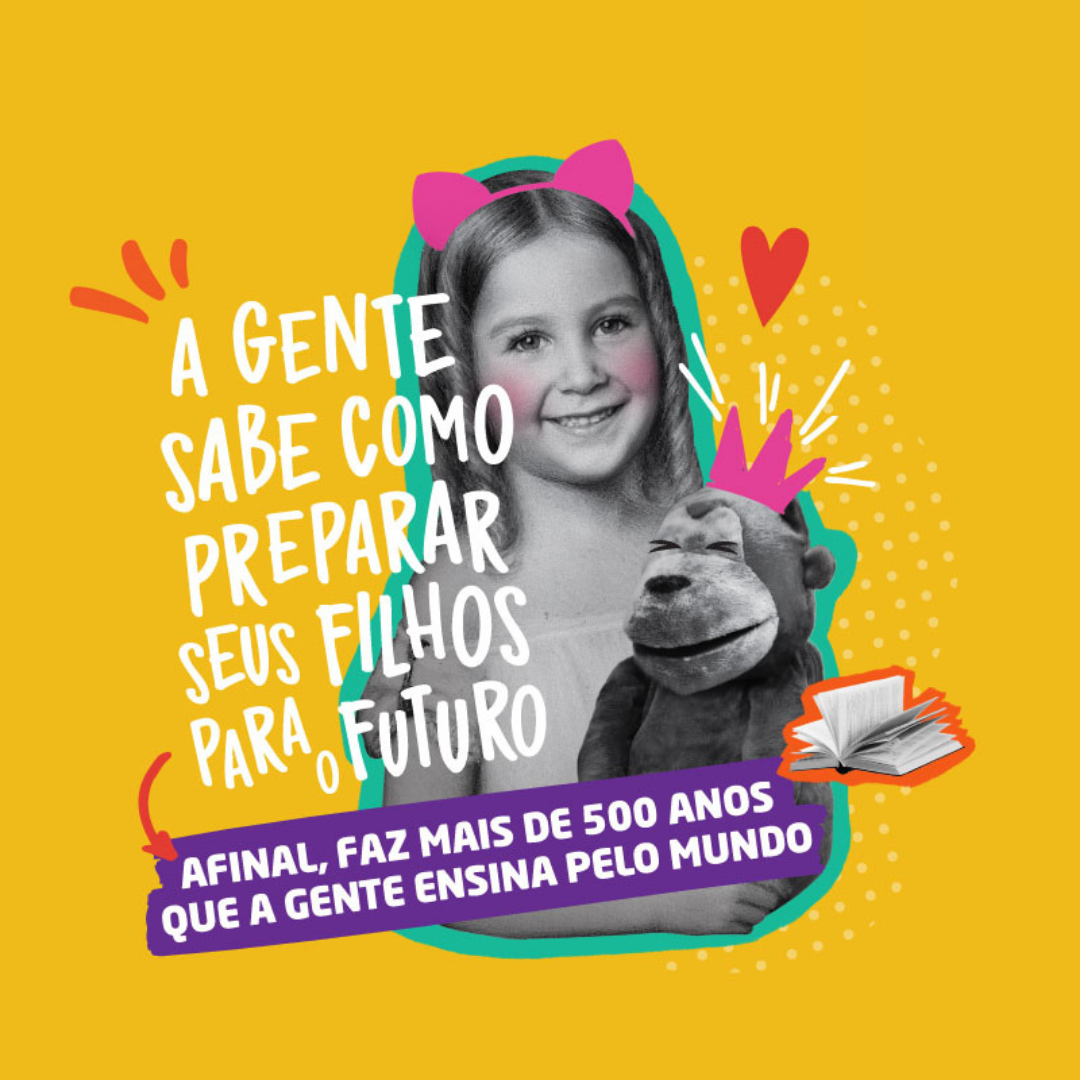 A GENTE
SABE COMO
PREPARAR
SEUS FILHOS
PARA O FUTURO
AFINAL, FAZ MAIS DE 500 ANOS
QUE A GENTE ENSINA PELO MUNDO